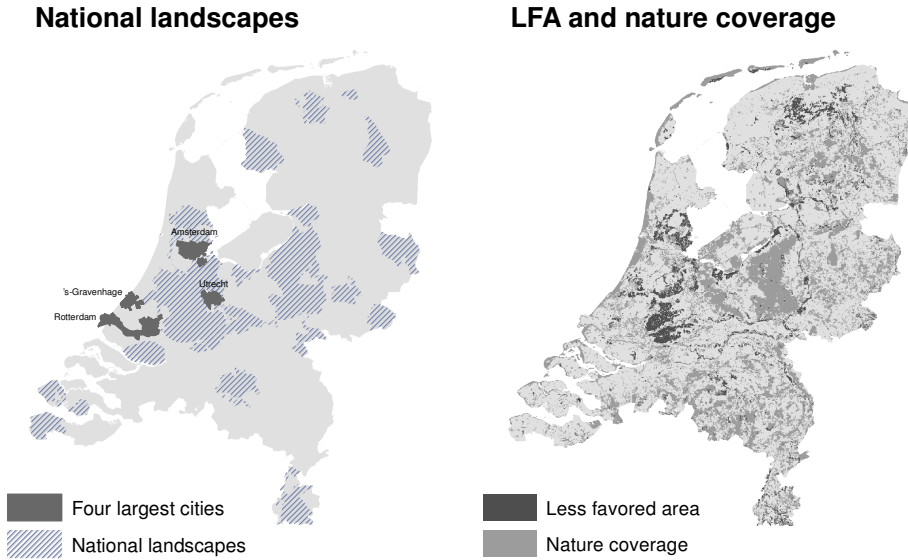 National landscapes
LFA and nature coverage
Amsterdam
Utrecht
's-Gravenhage
Rotterdam
Four largest cities
National landscapes
Less favored area
Nature coverage